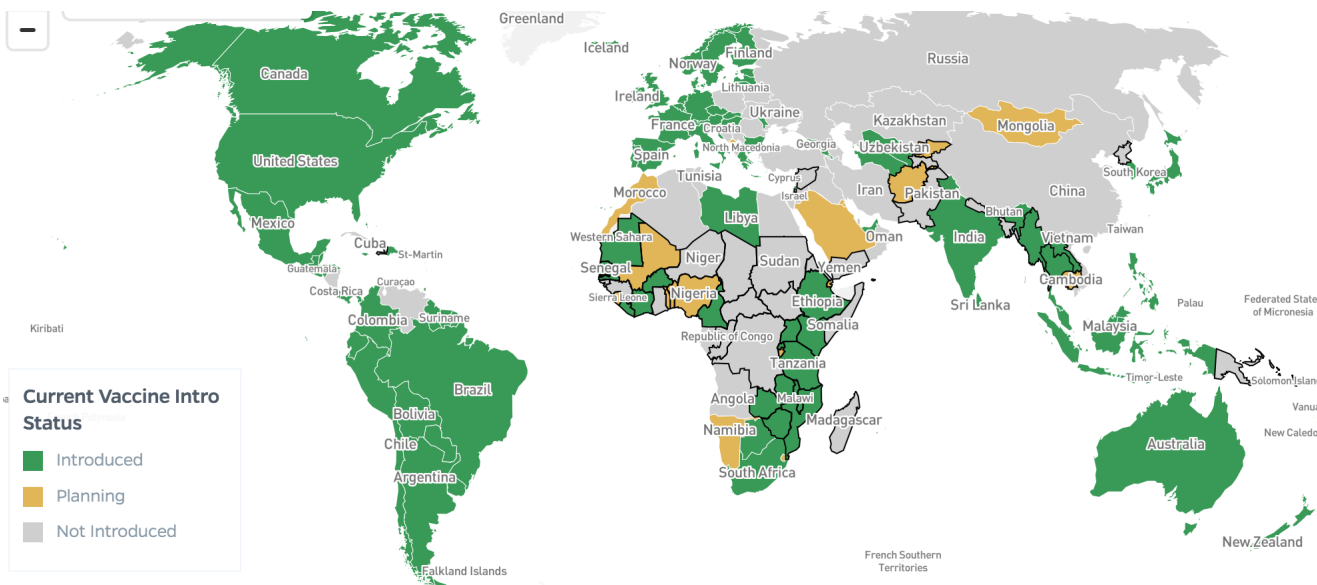 Greenland
Iceland
Finland
Norway
Russia
Canada
Lithuania
Ireland
Ukraine
Kazakhstan
France
Croatia
Mongolia
North Macedonia
Georgia
Uzbekistan
United States
Spain
South Korea
Tunisia
Cyprus
Morocco
Israel
Iran
Pakistan
China
Mexico
Libya
Bhutan
Taiwan
Cuba
St-Martin
Western Sahara
Oman
India
Vietnam
Niger
Sudan
Guatemala
Senegal
Yemen
Cambodia
Costa Rica
Curaçao
Sierra Leone
Nigeria
Ethiopia
Sri Lanka
Palau
Federated State
of Micronesia
Colombia
Suriname
Somalia
Malaysia
Kiribati
Republic of Congo
Tanzania
Timor-Leste
Solomon Islan
Brazil
Angola
Malawi
Vanua
Bolivia
Madagascar
Namibia
New Caledo
Chile
Australia
Argentina
South Africa
New Zealand
French Southern
Territories
Falkland Islands
Current Vaccine Intro
Status
Introduced
Planning
Not Introduced